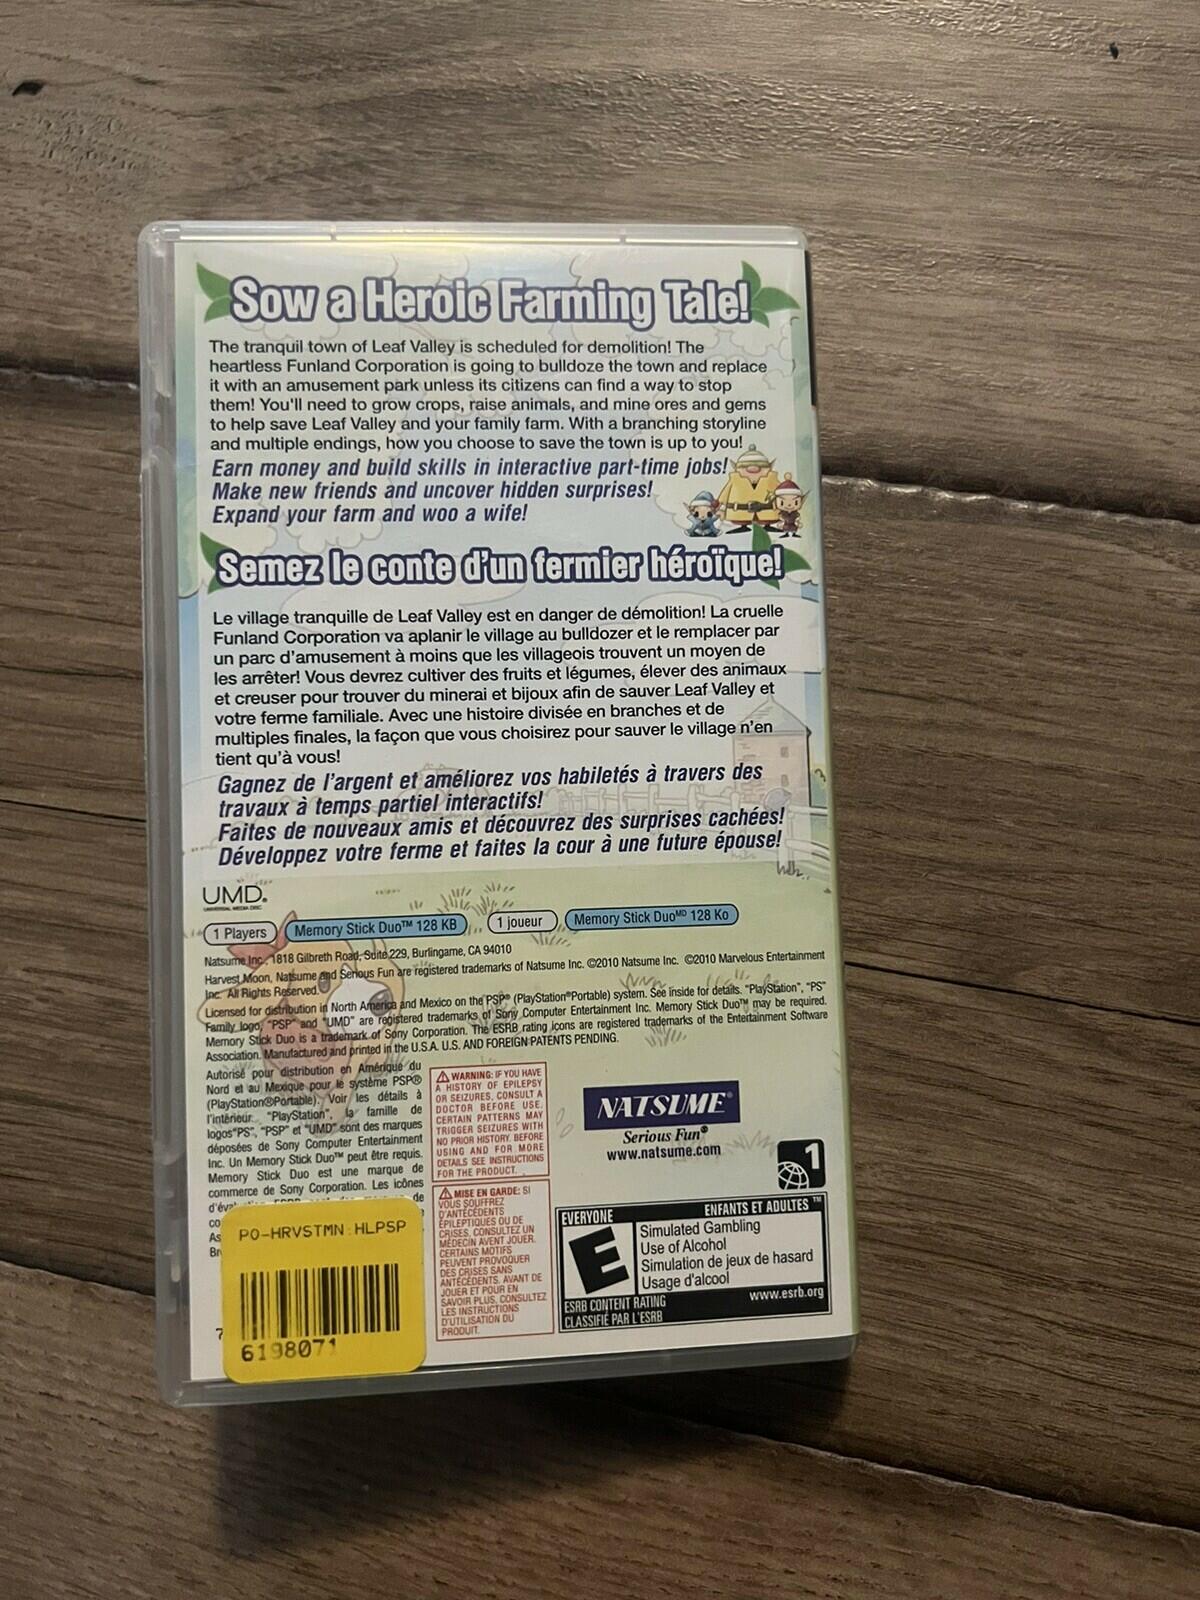 Sow a Heroic Farming Tale!
The tranquil town of Leaf Valley is scheduled for demolition! The
heartless Funland Corporation is going to bulldoze the town and replace
it with an amusement park unless its citizens can find a way to stop
them! You'll need to grow crops, raise animals, and mine ores and gems
to help save Leaf Valley and your family farm. With a branching storyline
and multiple endings, how you choose to save the town is up to you!
Earn money and build skills in interactive part-time jobs!
Make new friends and uncover hidden surprises!
Expand your farm and woo a wife!
Semez le conte d'un fermier héroïque!
Le village tranquille de Leaf Valley est en danger de démolition! La cruelle
Funland Corporation va aplanir le village au bulldozer et le remplacer par
un parc d'amusement à moins que les villageois trouvent un moyen de
les arrêter! Vous devrez cultiver des fruits et légumes, élever des animaux
et creuser pour trouver du minerai et bijoux afin de sauver Leaf Valley et
votre ferme familiale. Avec une histoire divisée en branches et de
multiples finales, la façon que vous choisirez pour sauver le village n'en
tient qu'à vous!
Gagnez de l'argent et améliorez vos habiletés à travers des
travaux à temps partiel interactifs!
Faites de nouveaux amis et découvrez des surprises cachées!
Développez votre ferme et faites la cour à une future épouse!
UMD®
UNIVERSAL MEDIA DISC
1 Players Memory Stick Duo™ 128 KB 1 joueur Memory Stick Duoᴹᴰ 128 Ko
Natsume Inc., 1818 Gilbreth Road, Suite 229, Burlingame, CA 94010
Harvest Moon, Natsume and Serious Fun are registered trademarks of Natsume Inc. ©2010 Natsume Inc. ©2010 Marvelous Entertainment
Inc. All Rights Reserved.
Licensed for distribution in North America and Mexico on the PSP® (PlayStation®Portable) system. See inside for details. "PlayStation", "PS"
Family logo, "PSP" and "UMD" are registered trademarks of Sony Computer Entertainment Inc. Memory Stick Duo™ may be required.
Memory Stick Duo is a trademark of Sony Corporation. The ESRB rating icons are registered trademarks of the Entertainment Software
Association. Manufactured and printed in the U.S.A. U.S. AND FOREIGN PATENTS PENDING.
Autorisé pour distribution en Amérique du
Nord et au Mexique pour le système PSP®
(PlayStation®Portable). Voir les détails à
l'intérieur. "PlayStation", la famille de
logos"PS", "PSP" et "UMD" sont des marques
déposées de Sony Computer Entertainment
Inc. Un Memory Stick Duo™ peut être requis.
Memory Stick Duo est une marque de
commerce de Sony Corporation. Les icônes
de
PO-HRVSTMN HLPSP
6198071
7
WARNING: IF YOU HAVE
A HISTORY OF EPILEPSY
OR SEIZURES, CONSULT A
DOCTOR BEFORE USE.
CERTAIN PATTERNS MAY
TRIGGER SEIZURES WITH
NO PRIOR HISTORY. BEFORE
USING AND FOR MORE
DETAILS SEE INSTRUCTIONS
FOR THE PRODUCT.
MISE EN GARDE: SI
VOUS SOUFFREZ
D'ANTÉCÉDENTS
ÉPILEPTIQUES OU DE
CRISES, CONSULTEZ UN
MÉDECIN AVENT JOUER.
CERTAINS MOTIFS
PEUVENT PROVOQUER
DES CRISES SANS
ANTÉCÉDENTS. AVANT DE
JOUER ET POUR EN
SAVOIR PLUS, CONSULTEZ
LES INSTRUCTIONS
D'UTILISATION DU
PRODUIT.
NATSUME®
Serious Fun®
www.natsume.com
1
EVERYONE ENFANTS ET ADULTES ™
E
Simulated Gambling
Use of Alcohol
Simulation de jeux de hasard
Usage d'alcool
ESRB CONTENT RATING www.esrb.org
CLASSIFIÉ PAR L'ESRB